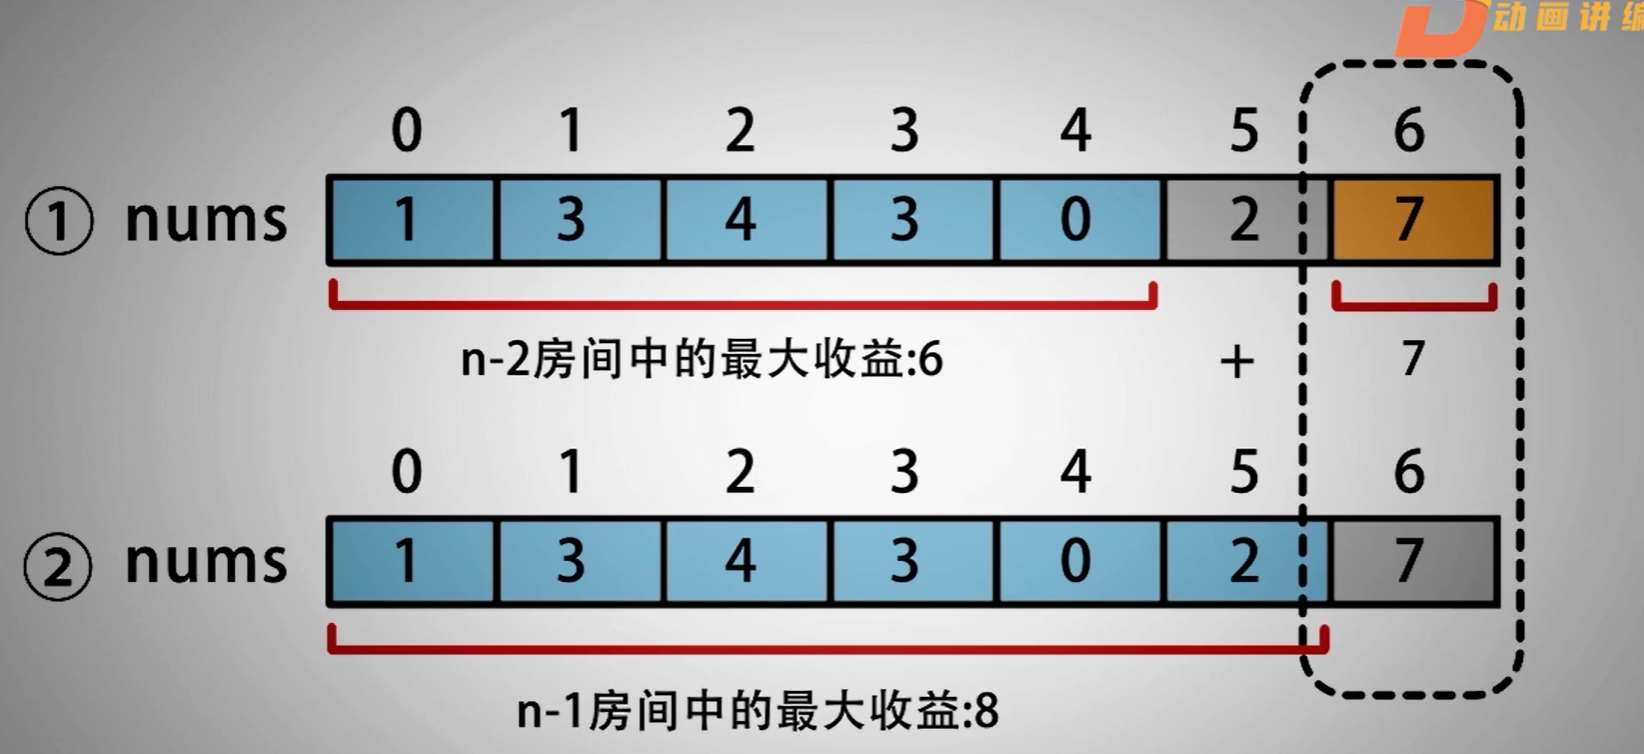 动画讲编
0 1 2 3 4 5 6
① nums 1 3 4 3 0 2 7
n-2房间中的最大收益:6 + 7
0 1 2 3 4 5 6
② nums 1 3 4 3 0 2 7
n-1房间中的最大收益:8